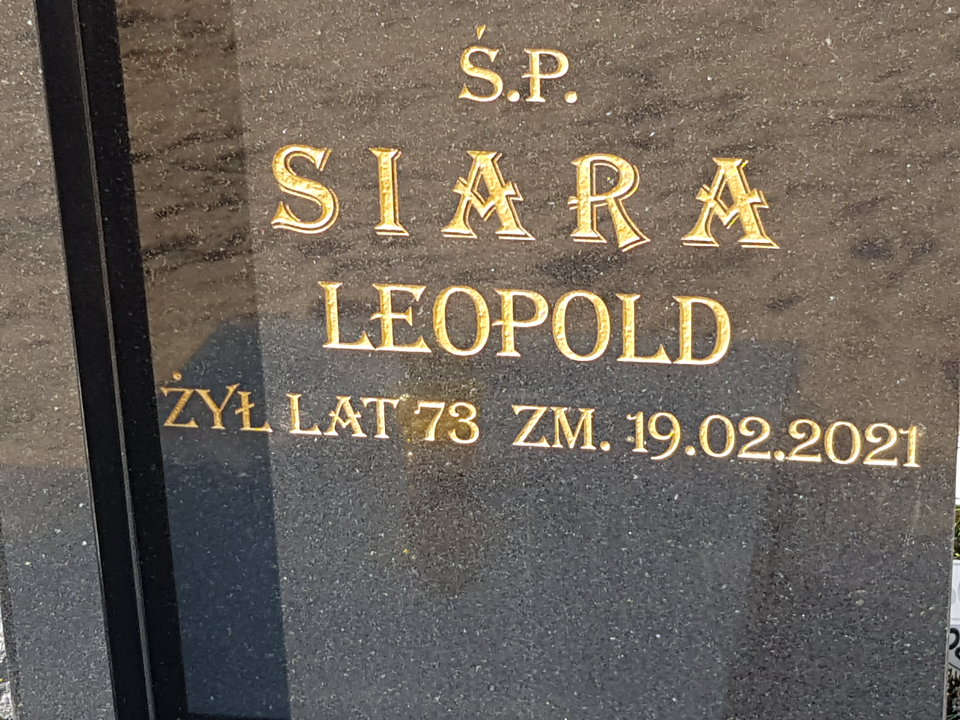 Ś.P.
SIARA
LEOPOLD
ŻYŁ LAT 73 ZM. 19.02.2021